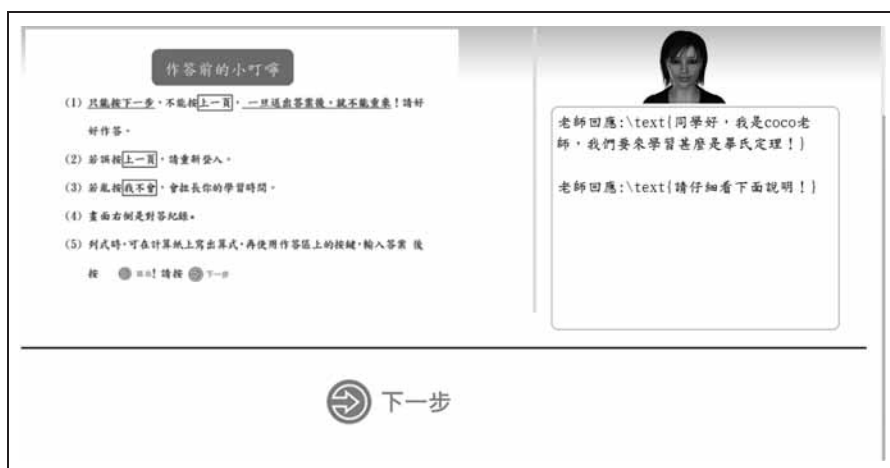 作答前的小叮嚀
(1) 只能按下一步，不能按上一頁，一旦送出答案後，就不能重來！請好
好作答。
(2) 若誤按上一頁，請重新登入。
(3) 若亂按我不會，會拉長你的學習時間。
(4) 畫面右側是對答紀錄。
(5) 列式時，可在計算紙上寫出算式，再使用作答區上的按鍵，輸入答案 後
按 ! 請按 下一步
老師回應:\text{同學好，我是coco老
師，我們要來學習甚麼是畢氏定理！}
老師回應:\text{請仔細看下面說明！}
下一步